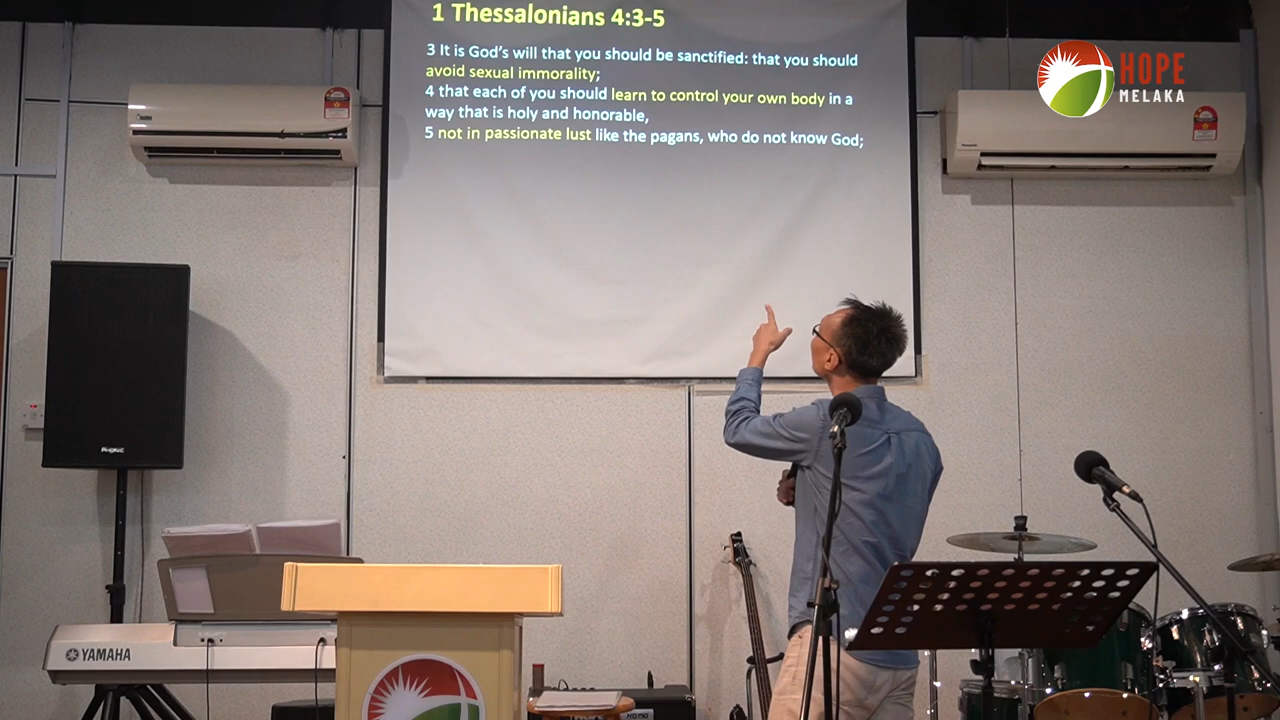 1 Thessalonians 4:3-5
3 It is God's will that you should be sanctified: that you should
avoid sexual immorality;
4 that each of you should learn to control your own body in a
way that is holy and honorable,
5 not in passionate lust like the pagans, who do not know God;
HOPE
MELAKA
PHONIC
YAMAHA